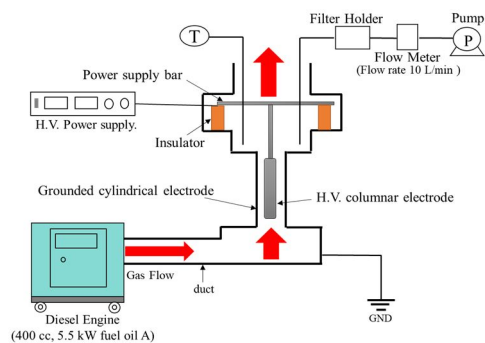 Filter Holder
Pump
T
P
Flow Meter
(Flow rate 10 L/min )
Power supply bar
H.V. Power supply.
Insulator
Grounded cylindrical electrode
H.V. columnar electrode
Gas Flow
duct
GND
Diesel Engine
(400 cc, 5.5 kW fuel oil A)